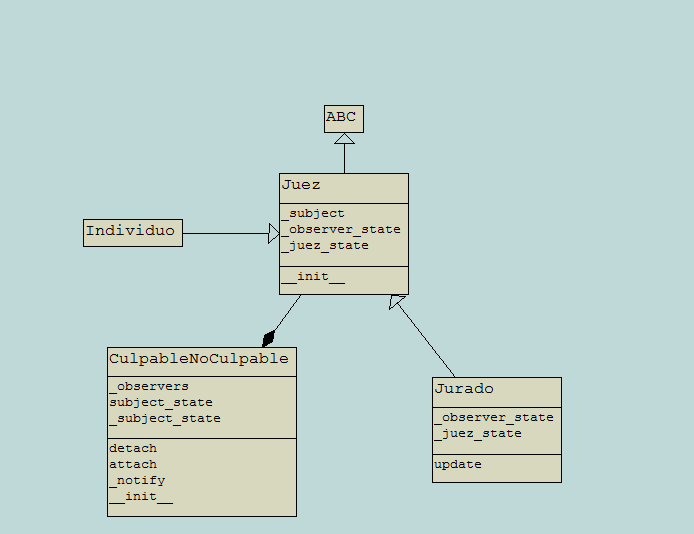 ABC
Juez
_subject
_observer_state
_juez_state
__init__
Individuo
CulpableNoCulpable
_observers
subject_state
_subject_state
detach
attach
_notify
__init__
Jurado
_observer_state
_juez_state
update